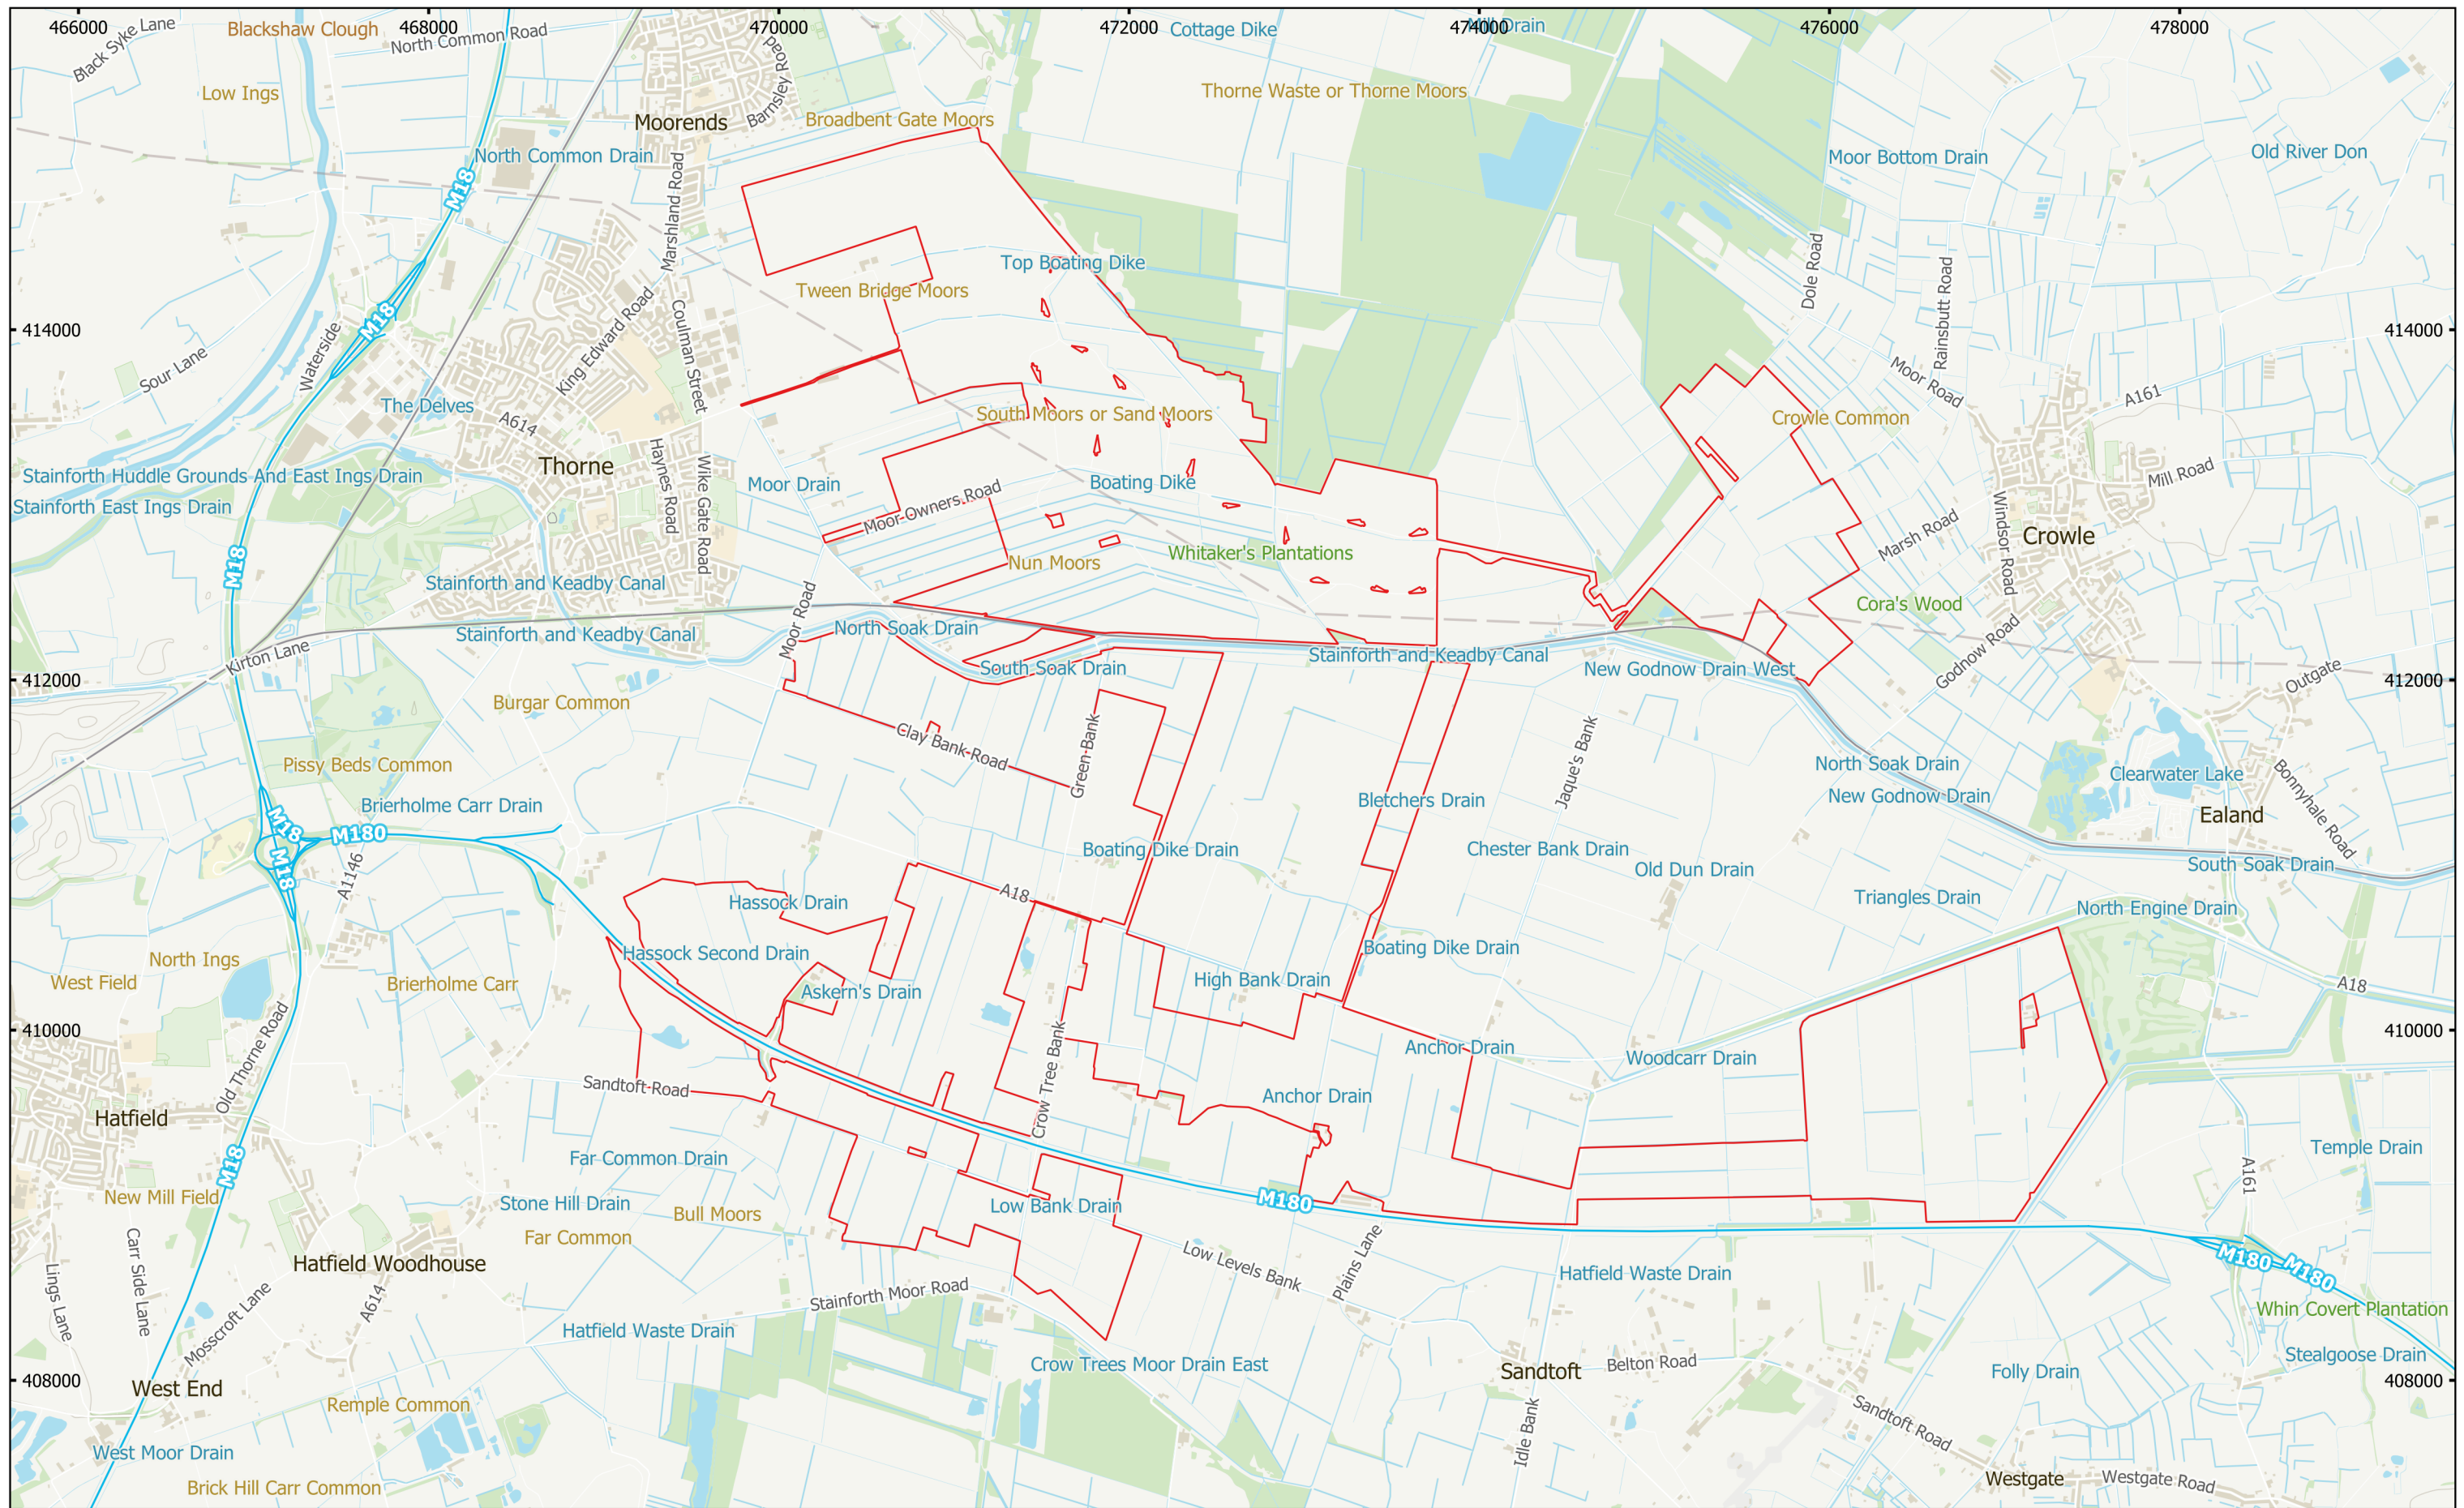 466000
468000
470000
472000
474000
476000
478000
Black Syke Lane
Blackshaw Clough
North Common Road
Barnsley Road
Cottage Dike
Mill Drain
Low Ings
Thorne Waste or Thorne Moors
Moorends
Broadbent Gate Moors
North Common Drain
Moor Bottom Drain
Old River Don
M18
Marshland Road
Top Boating Dike
Dole Road
Rainsbutt Road
Tween Bridge Moors
414000
M18
414000
Waterside
King Edward Road
Coulman Street
Sour Lane
Moor Road
A161
The Delves
A614
South Moors or Sand Moors
Crowle Common
Thorne
Haynes Road
Wike Gate Road
Stainforth Huddle Grounds And East Ings Drain
Moor Drain
Boating Dike
Mill Road
Stainforth East Ings Drain
Moor Owners Road
Windsor Road
Marsh Road
Crowle
M18
Whitaker's Plantations
Nun Moors
Stainforth and Keadby Canal
Cora's Wood
Moor Road
North Soak Drain
Stainforth and Keadby Canal
Godnow Road
Kirton Lane
Stainforth and Keadby Canal
South Soak Drain
New Godnow Drain West
Outgate
412000
412000
Burgar Common
Clay Bank Road
Green Bank
Jaque's Bank
Pissy Beds Common
North Soak Drain
Clearwater Lake
Bonnyhale Road
Brierholme Carr Drain
Bletchers Drain
New Godnow Drain
Ealand
M18
M180
Boating Dike Drain
Chester Bank Drain
M18
A1146
Old Dun Drain
South Soak Drain
A18
Hassock Drain
Triangles Drain
North Engine Drain
Hassock Second Drain
Boating Dike Drain
North Ings
West Field
Brierholme Carr
Askern's Drain
High Bank Drain
A18
410000
410000
Old Thorne Road
Crow Tree Bank
Anchor Drain
Woodcarr Drain
Sandtoft Road
Anchor Drain
Hatfield
Temple Drain
M18
Far Common Drain
A161
New Mill Field
Stone Hill Drain
Low Bank Drain
M180
Bull Moors
Far Common
Carr Side Lane
Lings Lane
Hatfield Woodhouse
Low Levels Bank
Plains Lane
Hatfield Waste Drain
M180
M180
Stainforth Moor Road
A614
Mosscroft Lane
Whin Covert Plantation
Hatfield Waste Drain
Crow Trees Moor Drain East
Sandtoft
Belton Road
Folly Drain
Stealgoose Drain
408000
408000
West End
Remple Common
Idle Bank
Sandtoft Road
West Moor Drain
Westgate
Westgate Road
Brick Hill Carr Common